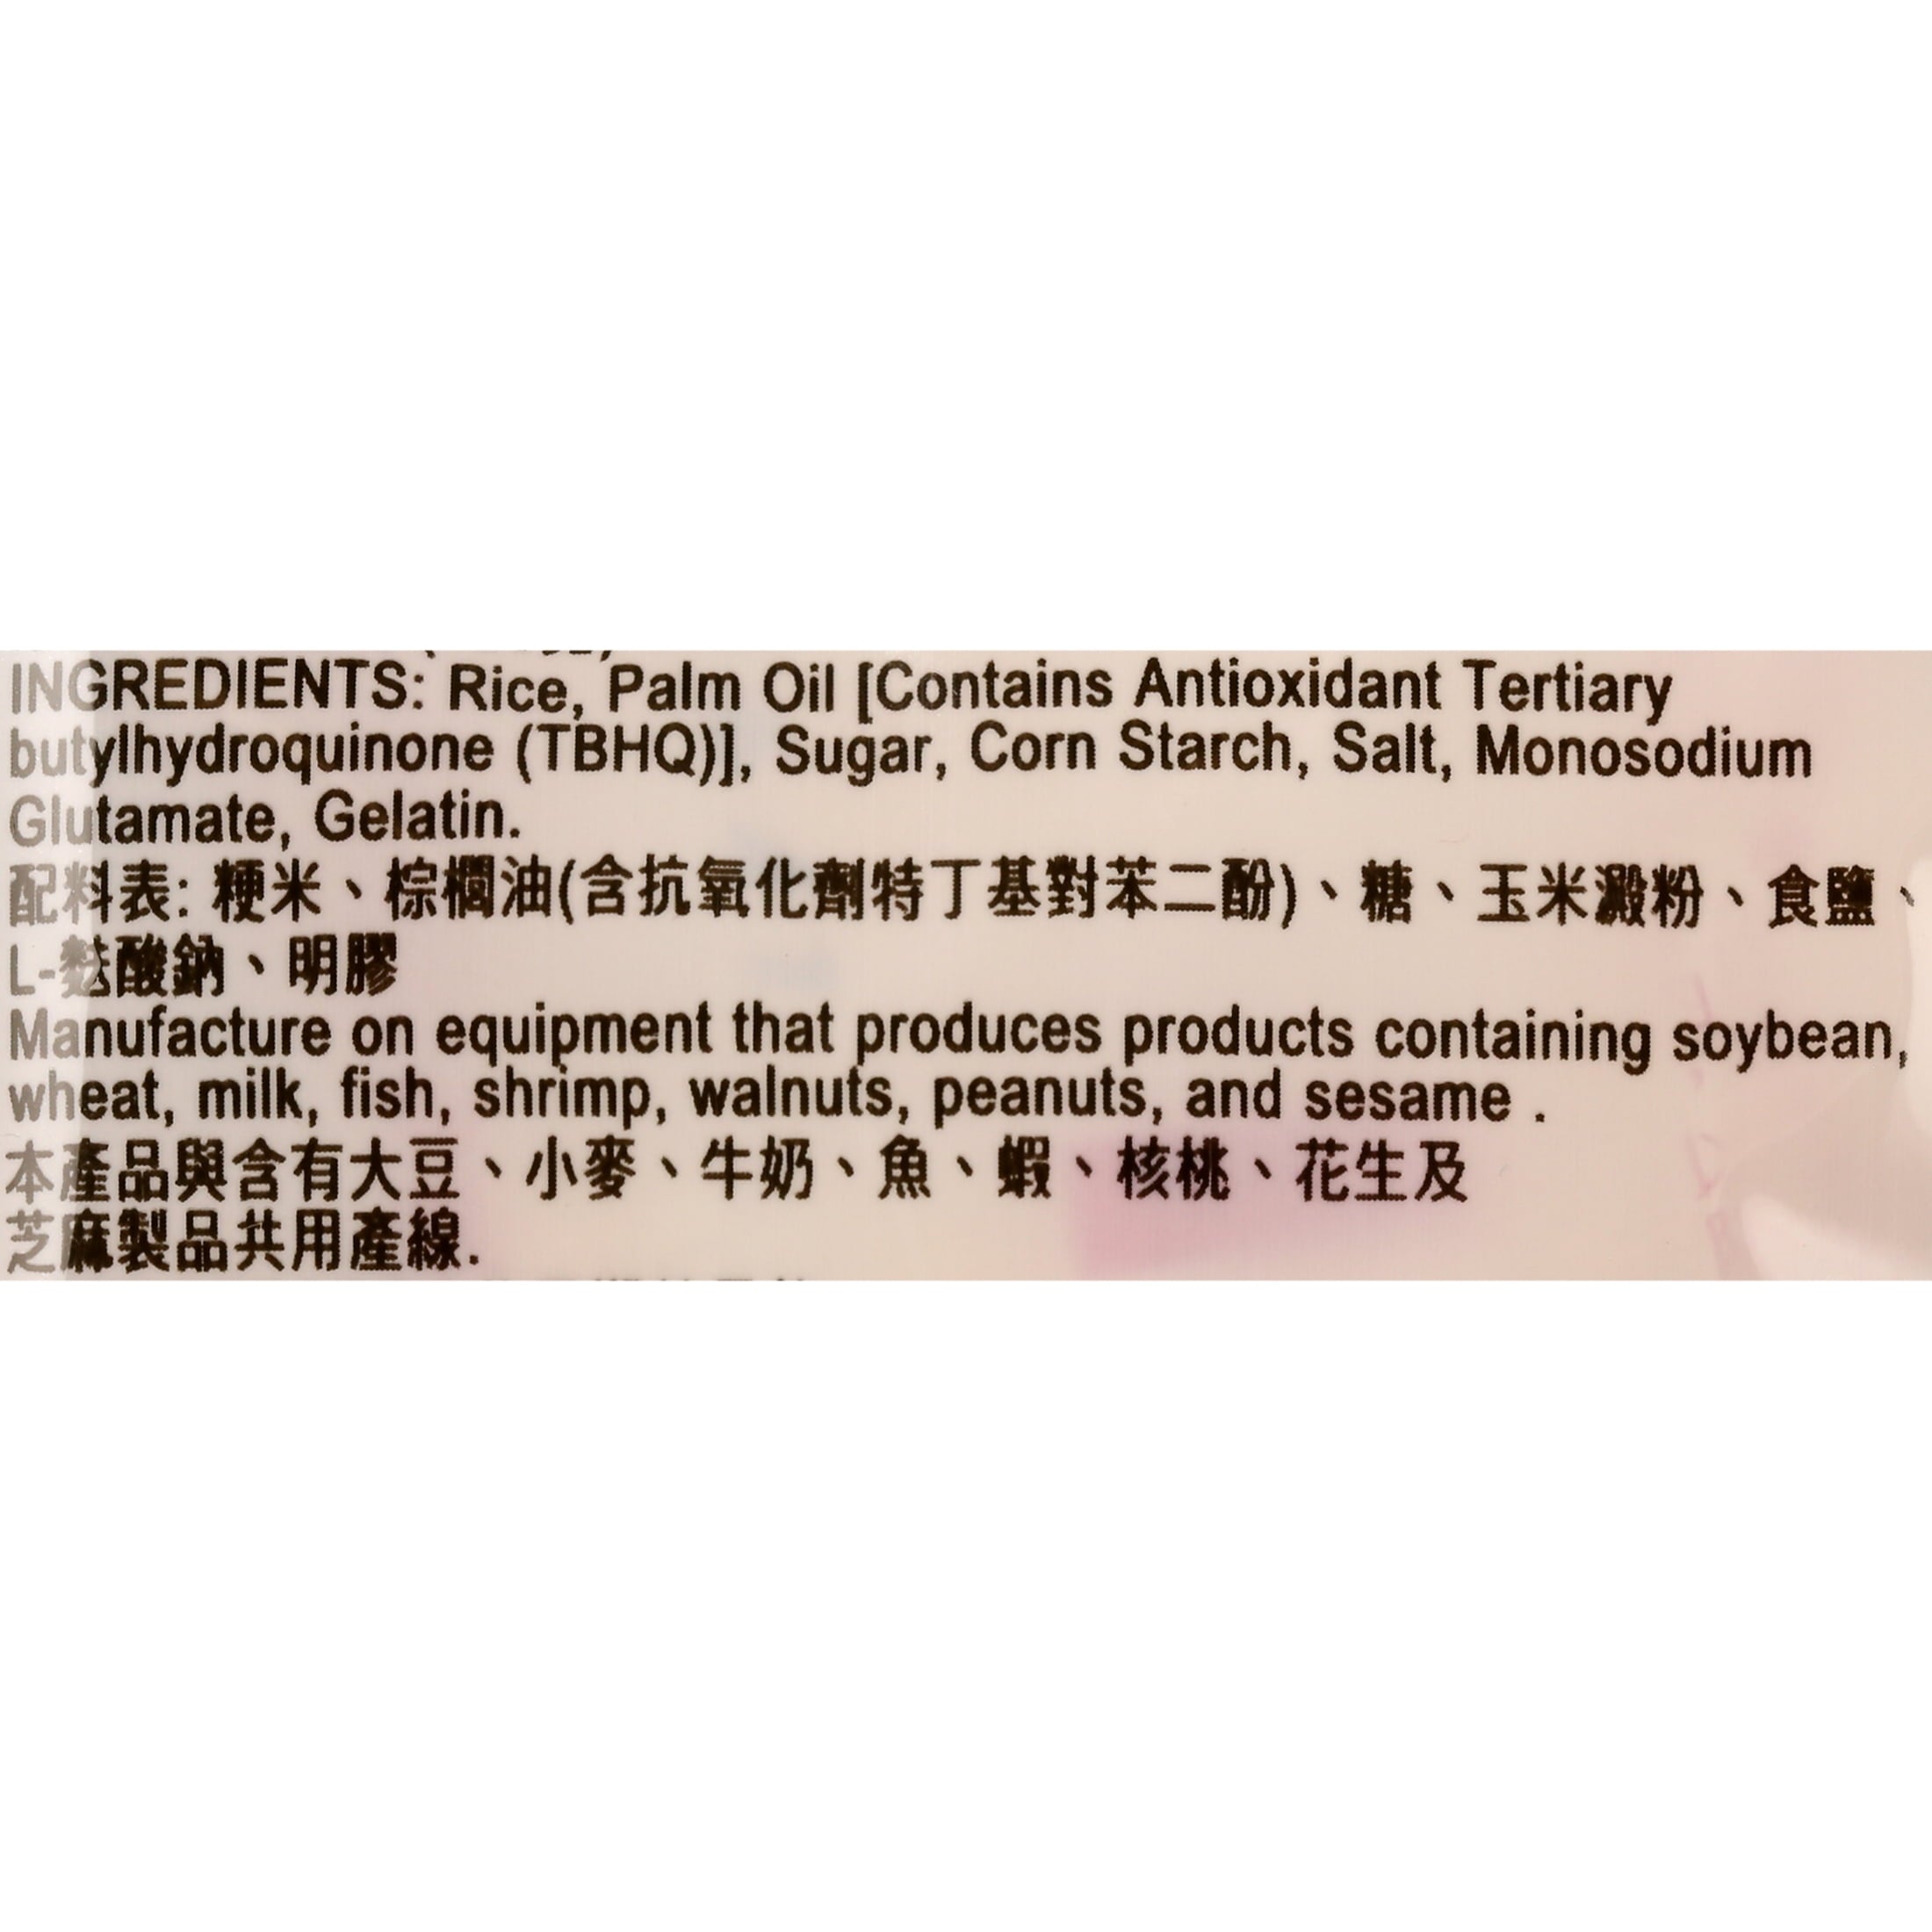 INGREDIENTS: Rice, Palm Oil [Contains Antioxidant Tertiary
butylhydroquinone (TBHQ)], Sugar, Corn Starch, Salt, Monosodium
Glutamate, Gelatin.
配料表: 粳米、棕櫚油(含抗氧化劑特丁基對苯二酚)、糖、玉米澱粉、食鹽、
L-麩酸鈉、明膠
Manufacture on equipment that produces products containing soybean,
wheat, milk, fish, shrimp, walnuts, peanuts, and sesame .
本產品與含有大豆、小麥、牛奶、魚、蝦、核桃、花生及
芝麻製品共用產線.